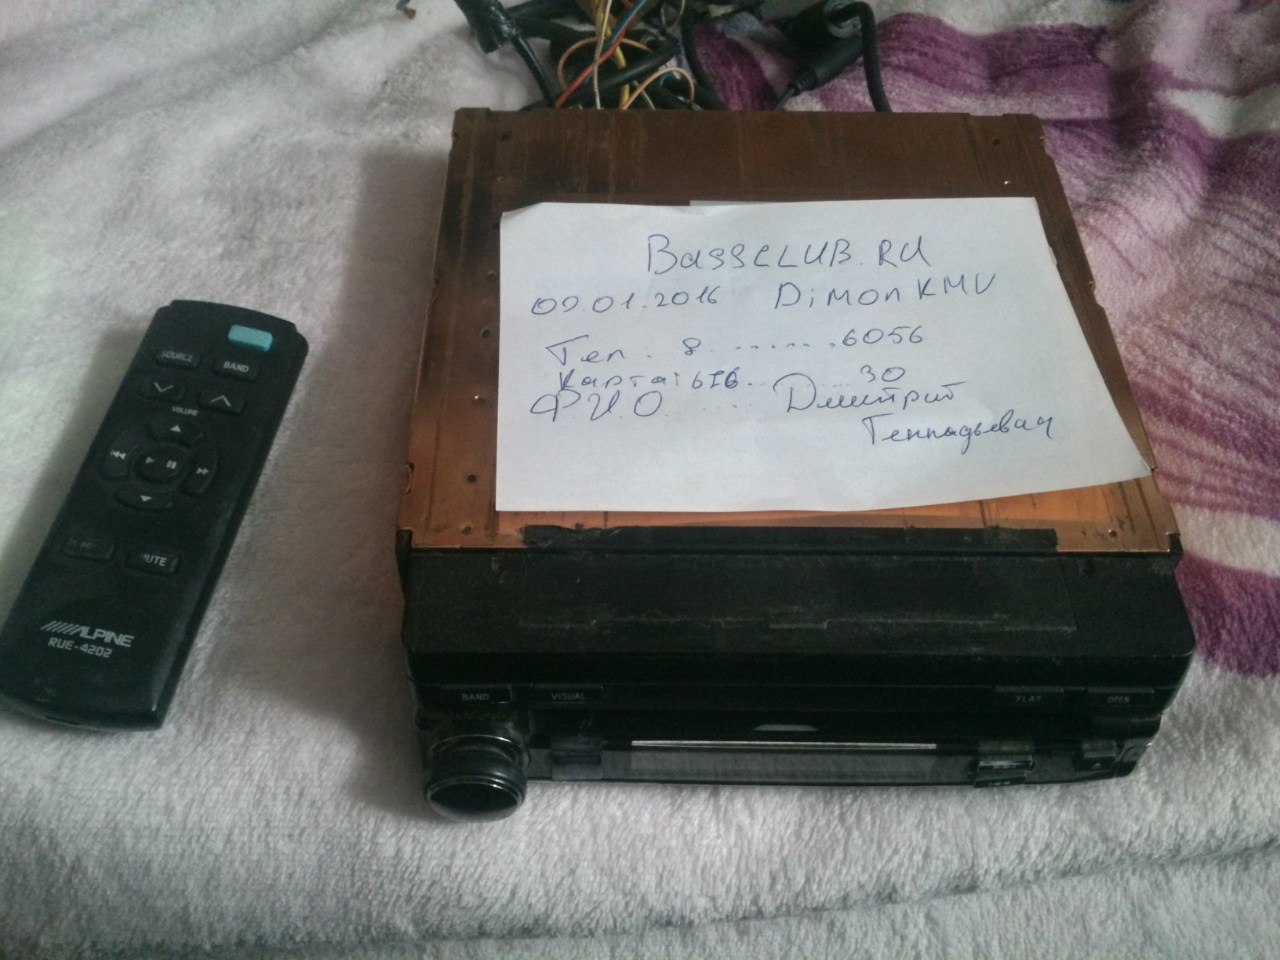 BassCLUB.RU
09.01.2016 DimonKMV
Тел. 8 .......6056
Карта: 676......30
Ф.И.О ...... Дмитрий
Геннадьевич
SOURCE
BAND
VOLUME
MUTE
ALPINE
RUE-4202
BAND VISUAL PLAY OPEN